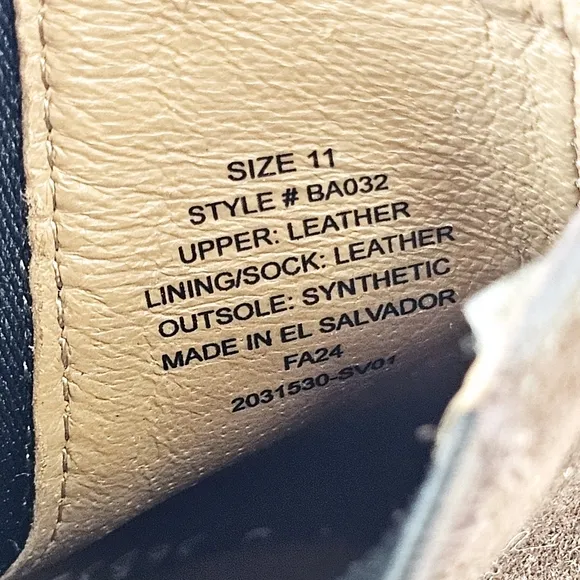 SIZE 11
STYLE # BA032
UPPER: LEATHER
LINING/SOCK: LEATHER
OUTSOLE: SYNTHETIC
MADE IN EL SALVADOR
FA24
2031530-SV01